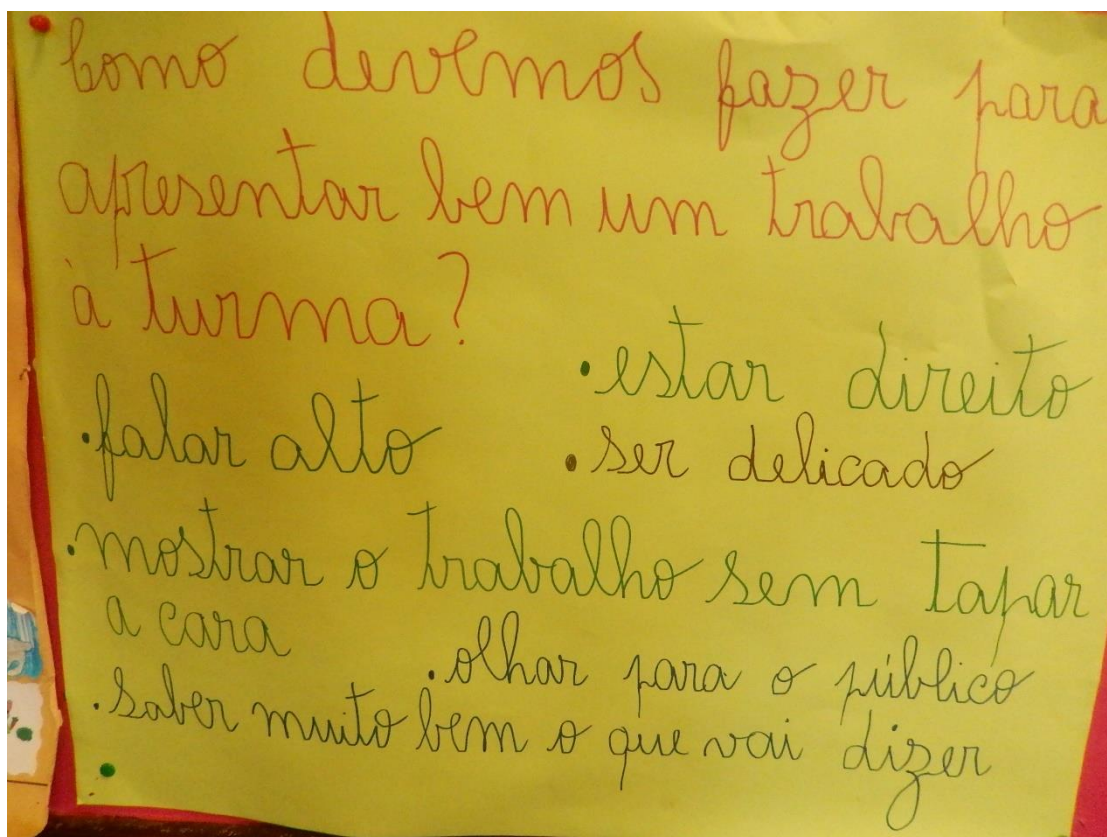 Como devemos fazer para
apresentar bem um trabalho
à turma?
• estar direito
• falar alto
• ser delicado
• mostrar o trabalho sem tapar
a cara
• olhar para o público
• saber muito bem o que vai dizer